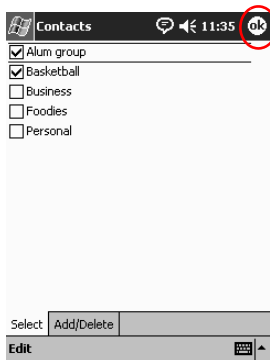 Contacts 11:35 ok
Alum group
Basketball
Business
Foodies
Personal
Select Add/Delete
Edit